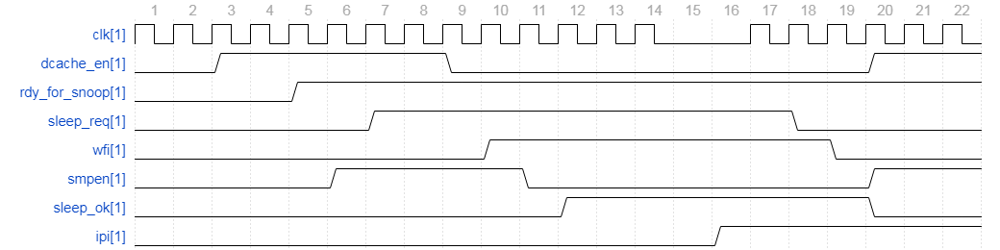 1 2 3 4 5 6 7 8 9 10 11 12 13 14 15 16 17 18 19 20 21 22
clk[1]
dcache_en[1]
rdy_for_snoop[1]
sleep_req[1]
wfi[1]
smpen[1]
sleep_ok[1]
ipi[1]